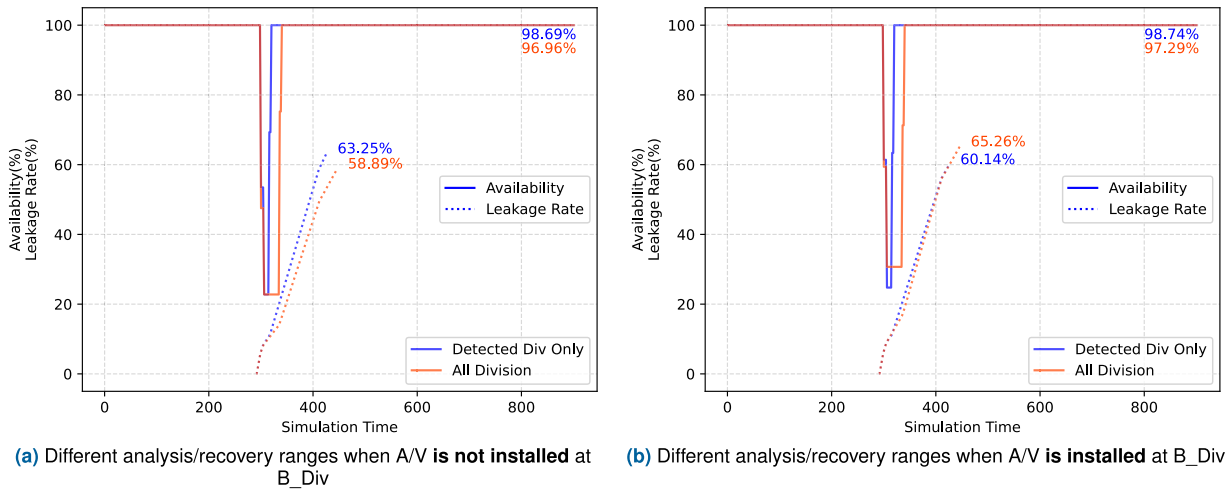 100
80
60
40
20
0
Availability(%)
Leakage Rate(%)
98.69%
96.96%
63.25%
58.89%
Availability
Leakage Rate
Detected Div Only
All Division
0
200
400
600
800
Simulation Time
(a) Different analysis/recovery ranges when A/V is not installed at
B_Div
100
80
60
40
20
0
Availability(%)
Leakage Rate(%)
98.74%
97.29%
65.26%
60.14%
Availability
Leakage Rate
Detected Div Only
All Division
0
200
400
600
800
Simulation Time
(b) Different analysis/recovery ranges when A/V is installed at B_Div